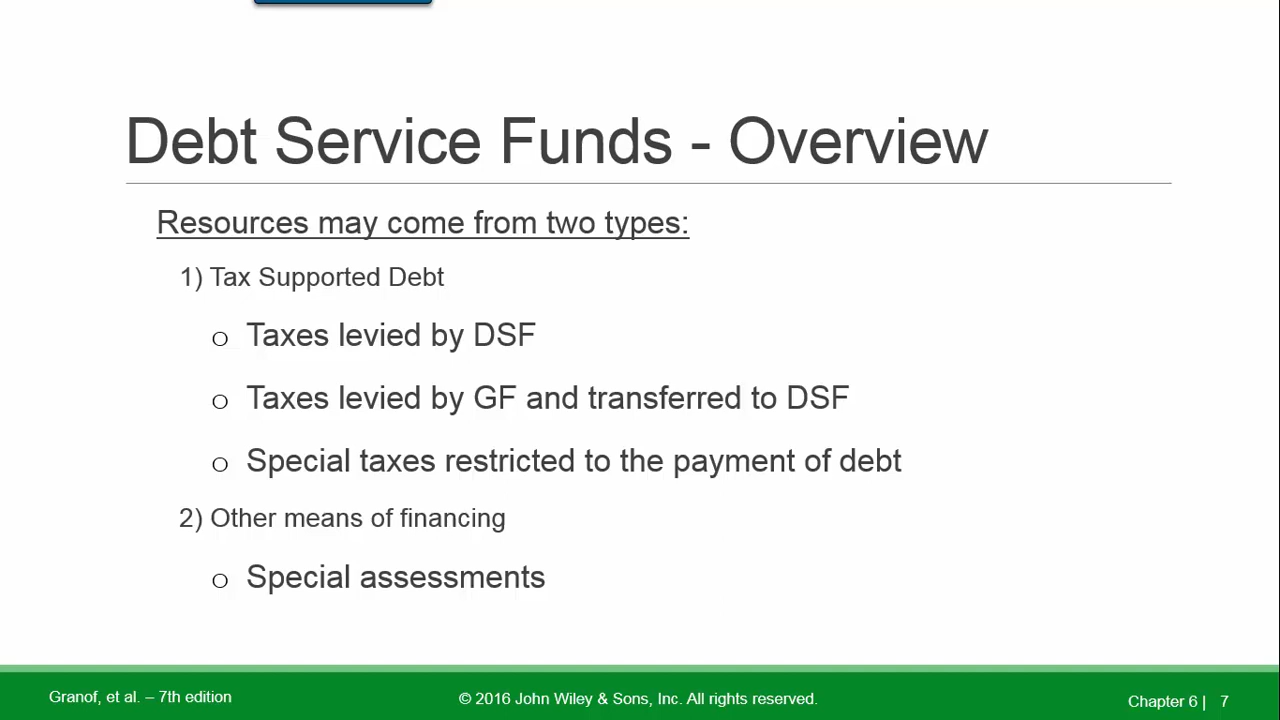 Debt Service Funds - Overview
Resources may come from two types:
1) Tax Supported Debt
o Taxes levied by DSF
o Taxes levied by GF and transferred to DSF
o Special taxes restricted to the payment of debt
2) Other means of financing
o Special assessments
Granof, et al. – 7th edition
© 2016 John Wiley & Sons, Inc. All rights reserved.
Chapter 6 | 7